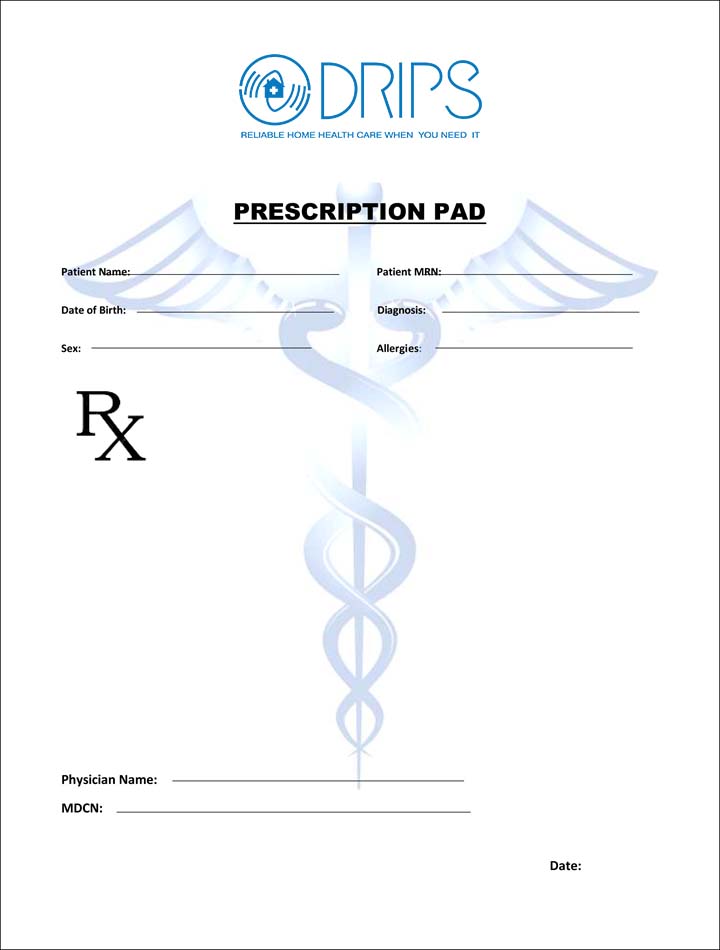 DRIPS
RELIABLE HOME HEALTH CARE WHEN YOU NEED IT
PRESCRIPTION PAD
Patient Name: Patient MRN:
Date of Birth: Diagnosis:
Sex: Allergies:
Rx
Physician Name:
MDCN:
Date: